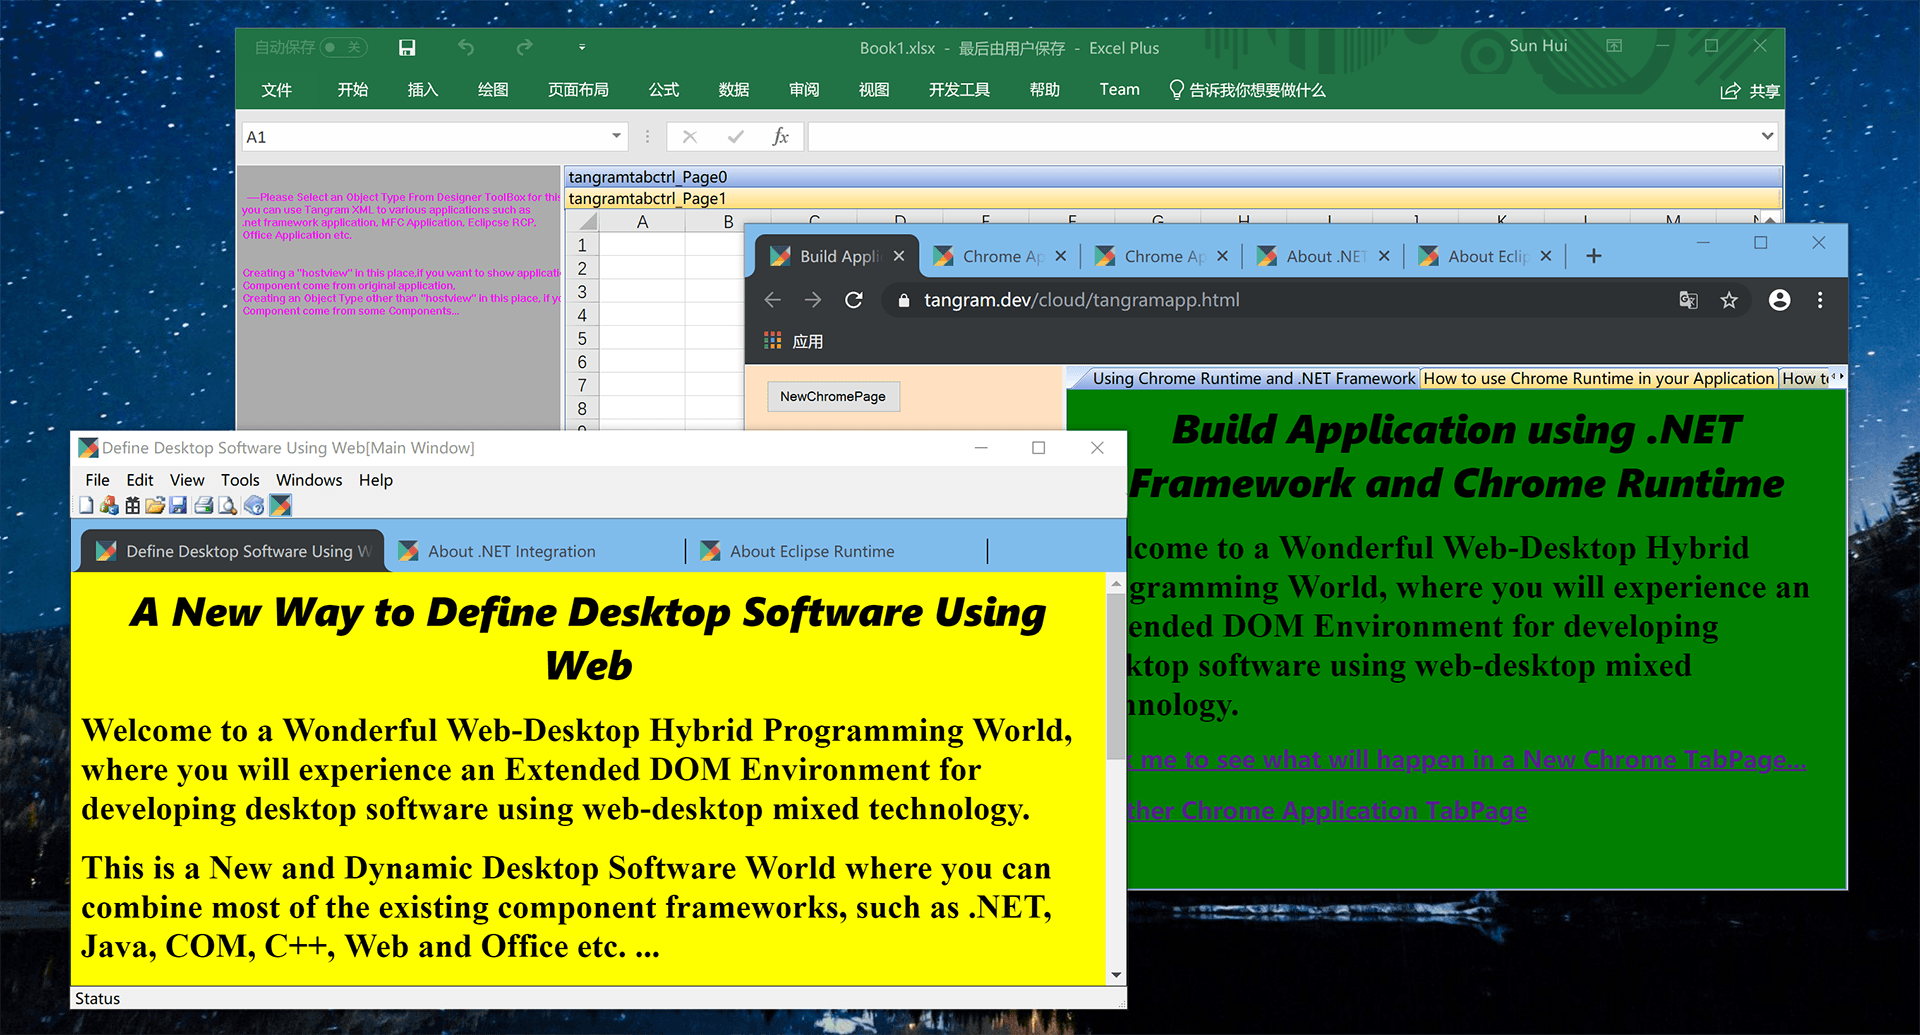 自动保存 关
Book1.xlsx - 最后由用户保存 - Excel Plus
Sun Hui
文件 开始 插入 绘图 页面布局 公式 数据 审阅 视图 开发工具 帮助 Team 告诉我你想要做什么
共享
A1
fx
---Please Select an Object Type From Designer ToolBox for this
you can use Tangram XML to various applications such as
.net framework application, MFC Application, Eclipcse RCP,
Office Application etc.
Creating a "hostview" in this place,if you want to show applicatio
Component come from original application,
Creating an Object Type other than "hostview" in this place, if yo
Component come from some Components...
tangramtabctrl_Page0
tangramtabctrl_Page1
A B C D E F G H I J K L M N
1
2
3
4
5
6
7
8
9
Build Appli Chrome Ap Chrome Ap About .NET About Eclip
tangram.dev/cloud/tangramapp.html
应用
NewChromePage
Using Chrome Runtime and .NET Framework How to use Chrome Runtime in your Application How to
Build Application using .NET
Framework and Chrome Runtime
lcome to a Wonderful Web-Desktop Hybrid
gramming World, where you will experience an
ended DOM Environment for developing
ktop software using web-desktop mixed
hnology.
me to see what will happen in a New Chrome TabPage...
ther Chrome Application TabPage
Define Desktop Software Using Web[Main Window]
File Edit View Tools Windows Help
Define Desktop Software Using W About .NET Integration About Eclipse Runtime
A New Way to Define Desktop Software Using
Web
Welcome to a Wonderful Web-Desktop Hybrid Programming World,
where you will experience an Extended DOM Environment for
developing desktop software using web-desktop mixed technology.
This is a New and Dynamic Desktop Software World where you can
combine most of the existing component frameworks, such as .NET,
Java, COM, C++, Web and Office etc. ...
Status